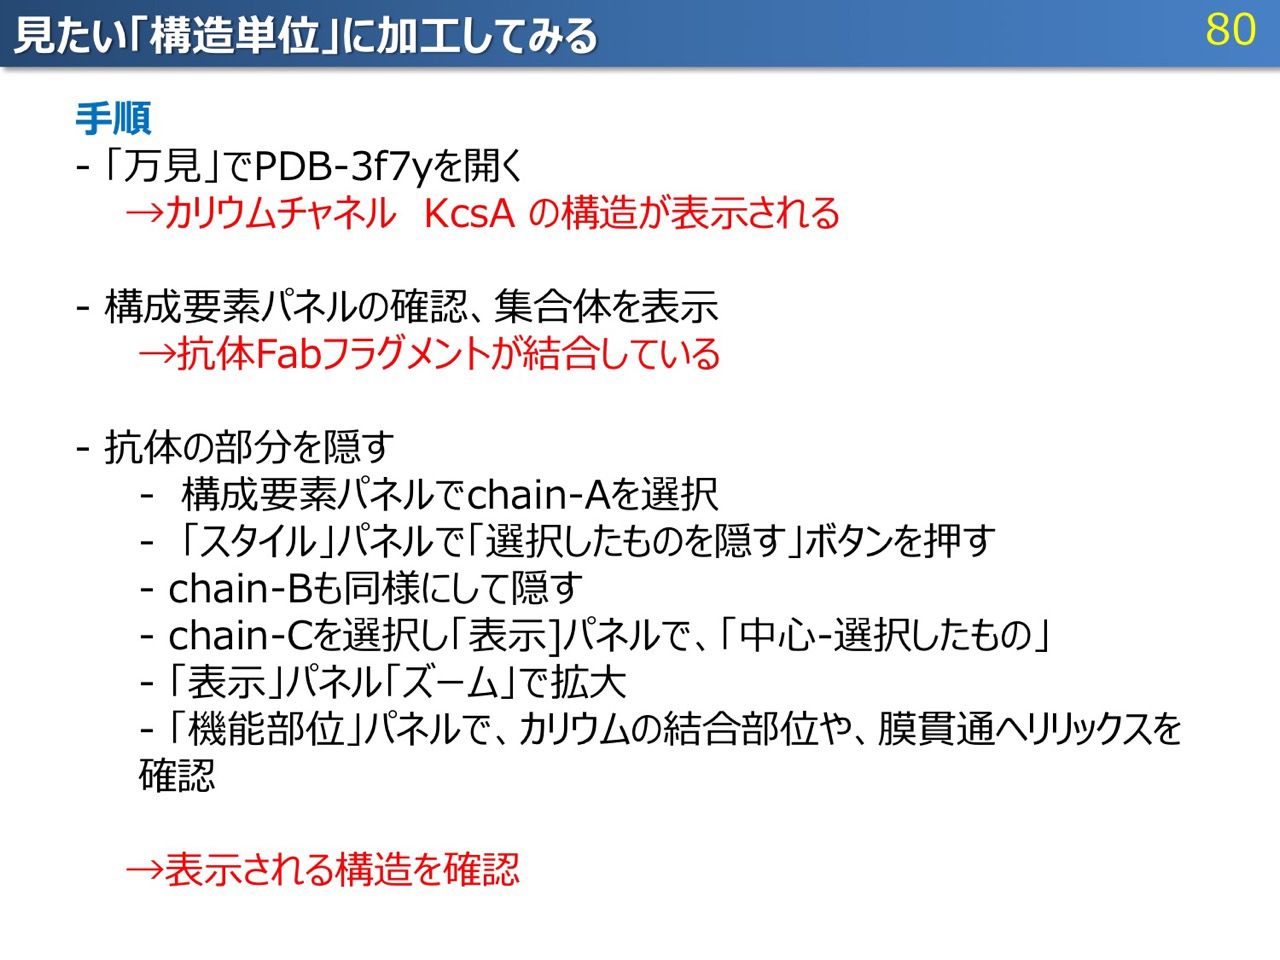 見たい「構造単位」に加工してみる
80
手順
- 「万見」でPDB-3f7yを開く
→カリウムチャネル KcsA の構造が表示される
- 構成要素パネルの確認、集合体を表示
→抗体Fabフラグメントが結合している
- 抗体の部分を隠す
- 構成要素パネルでchain-Aを選択
- 「スタイル」パネルで「選択したものを隠す」ボタンを押す
- chain-Bも同様にして隠す
- chain-Cを選択し「表示]パネルで、「中心-選択したもの」
- 「表示」パネル「ズーム」で拡大
- 「機能部位」パネルで、カリウムの結合部位や、膜貫通ヘリリックスを
確認
→表示される構造を確認